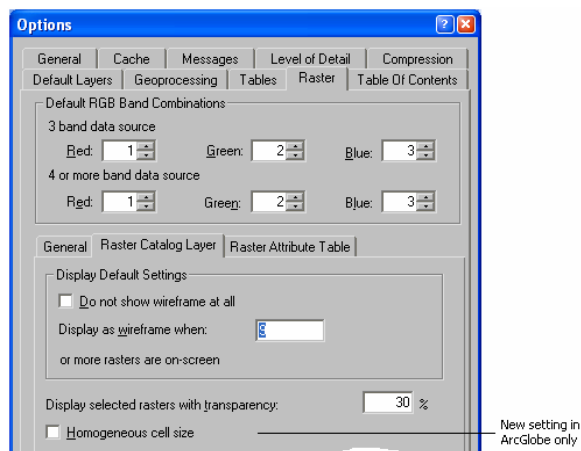 Options
General Cache Messages Level of Detail Compression
Default Layers Geoprocessing Tables Raster Table Of Contents
Default RGB Band Combinations
3 band data source
Red: 1 Green: 2 Blue: 3
4 or more band data source
Red: 1 Green: 2 Blue: 3
General Raster Catalog Layer Raster Attribute Table
Display Default Settings
Do not show wireframe at all
Display as wireframe when: 9
or more rasters are on-screen
Display selected rasters with transparency: 30 %
Homogeneous cell size
New setting in
ArcGlobe only